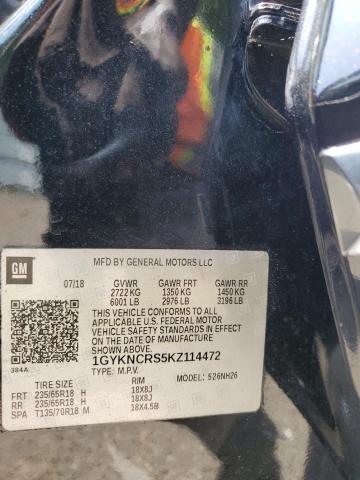 MFD BY GENERAL MOTORS LLC
GM
07/18 GVWR GAWR FRT GAWR RR
2722 KG 1350 KG 1450 KG
6001 LB 2976 LB 3196 LB
THIS VEHICLE CONFORMS TO ALL
APPLICABLE U.S. FEDERAL MOTOR
VEHICLE SAFETY STANDARDS IN EFFECT
ON THE DATE OF MANUFACTURE SHOWN ABOVE.
1GYKNCRS5KZ114472
384A
TYPE: M.P.V. MODEL: 526NH26
TIRE SIZE RIM
FRT 235/65R18 H 18X8J
RR 235/65R18 H 18X8J
SPA T135/70R18 M 18X4.5B